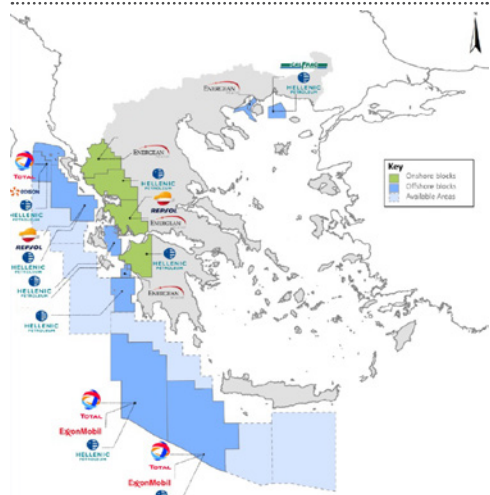 CALFRAC
HELLENIC
PETROLEUM
ENERGEAN
ENERGEAN
HELLENIC
PETROLEUM
REPSOL
ENERGEAN
HELLENIC
PETROLEUM
ENERGEAN
TOTAL
EDISON
HELLENIC
PETROLEUM
REPSOL
HELLENIC
PETROLEUM
HELLENIC
PETROLEUM
HELLENIC
PETROLEUM
Key
Onshore blocks
Offshore blocks
Available Areas
TOTAL
ExxonMobil
HELLENIC
PETROLEUM
TOTAL
ExxonMobil
HELLENIC